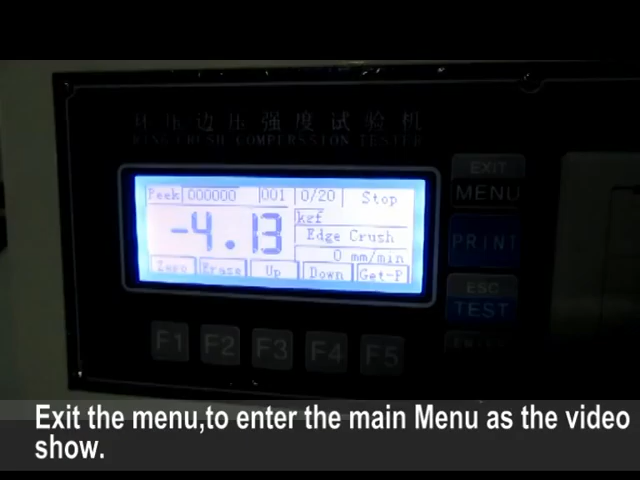 环压边压强度试验机
RING CRUSH COMPERSSION TESTER
Peek 000000 001 0/20 Stop
-4.13 kgf
Edge Crush
0 mm/min
Zero Erase Up Down Get-P
EXIT
MENU
PRINT
ESC
TEST
F1 F2 F3 F4 F5
Exit the menu,to enter the main Menu as the video
show.